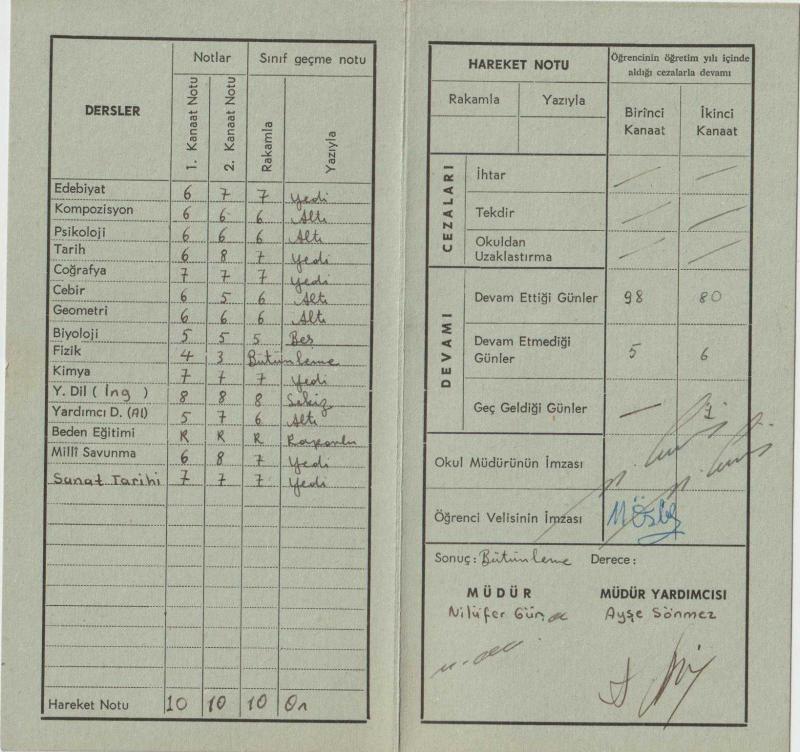 DERSLER
Notlar
Sınıf geçme notu
1. Kanaat Notu
2. Kanaat Notu
Rakamla
Yazıyla
Edebiyat 6 7 7 Yedi
Kompozisyon 6 6 6 Altı
Psikoloji 6 6 6 Altı
Tarih 6 8 7 Yedi
Coğrafya 7 7 7 Yedi
Cebir 6 5 6 Altı
Geometri 6 6 6 Altı
Biyoloji 5 5 5 Beş
Fizik 4 3 Bütünleme
Kimya 7 7 7 Yedi
Y. Dil ( İng ) 8 8 8 Sekiz
Yardımcı D. (Al) 5 7 6 Altı
Beden Eğitimi R R R Raporlu
Millî Savunma 6 8 7 Yedi
Sanat Tarihi 7 7 7 Yedi
Hareket Notu 10 10 10 On
HAREKET NOTU
Rakamla
Yazıyla
Öğrencinin öğretim yılı içinde
aldığı cezalarla devamı
Birinci
Kanaat
İkinci
Kanaat
CEZALARI
İhtar
Tekdir
Okuldan
Uzaklastırma
DEVAMI
Devam Ettiği Günler 98 80
Devam Etmediği
Günler 5 6
Geç Geldiği Günler — 1
Okul Müdürünün İmzası
Öğrenci Velisinin İmzası
Sonuç: Bütünleme Derece:
MÜDÜR
Nilüfer
MÜDÜR YARDIMCISI
Ayşe Sönmez